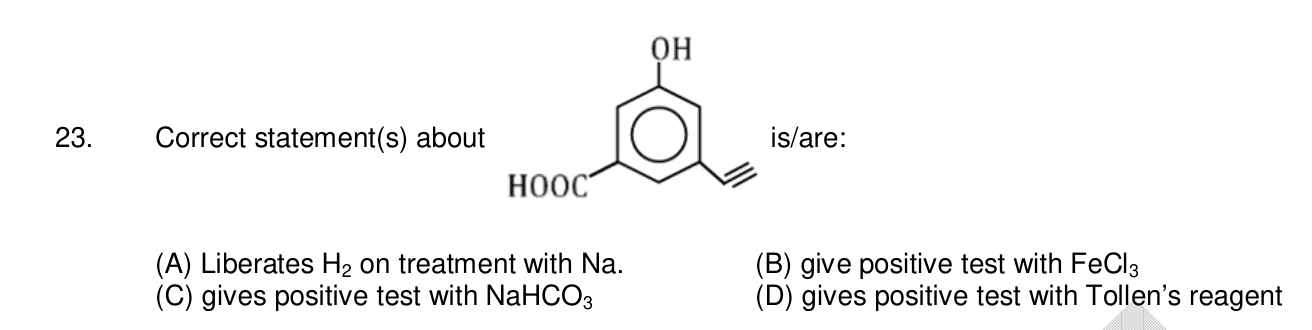 OH
23. Correct statement(s) about is/are:
HOOC
(A) Liberates H₂ on treatment with Na. (B) give positive test with FeCl₃
(C) gives positive test with NaHCO₃ (D) gives positive test with Tollen's reagent